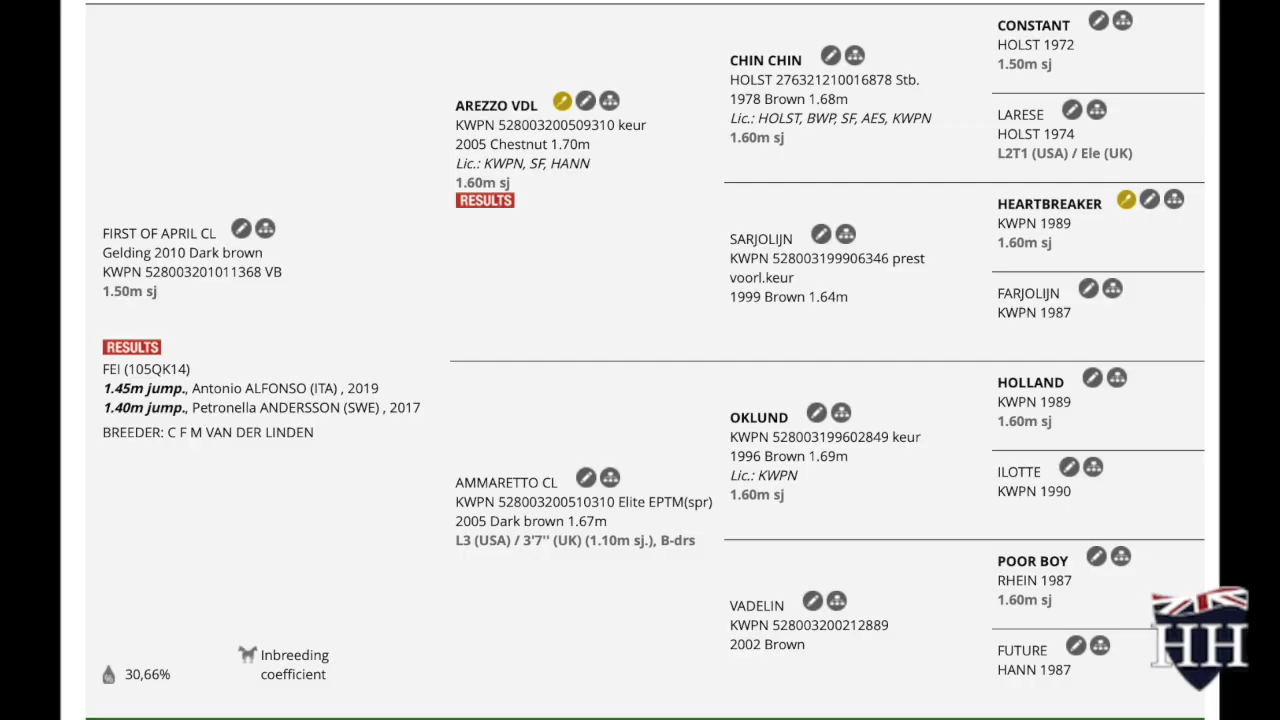 FIRST OF APRIL CL
Gelding 2010 Dark brown
KWPN 528003201011368 VB
1.50m sj
RESULTS
FEI (105QK14)
1.45m jump., Antonio ALFONSO (ITA) , 2019
1.40m jump., Petronella ANDERSSON (SWE) , 2017
BREEDER: C F M VAN DER LINDEN
30,66%
Inbreeding
coefficient
AREZZO VDL
KWPN 528003200509310 keur
2005 Chestnut 1.70m
Lic.: KWPN, SF, HANN
1.60m sj
RESULTS
AMMARETTO CL
KWPN 528003200510310 Elite EPTM(spr)
2005 Dark brown 1.67m
L3 (USA) / 3'7'' (UK) (1.10m sj.), B-drs
CHIN CHIN
HOLST 276321210016878 Stb.
1978 Brown 1.68m
Lic.: HOLST, BWP, SF, AES, KWPN
1.60m sj
SARJOLIJN
KWPN 528003199906346 prest
voorl.keur
1999 Brown 1.64m
OKLUND
KWPN 528003199602849 keur
1996 Brown 1.69m
Lic.: KWPN
1.60m sj
VADELIN
KWPN 528003200212889
2002 Brown
CONSTANT
HOLST 1972
1.50m sj
LARESE
HOLST 1974
L2T1 (USA) / Ele (UK)
HEARTBREAKER
KWPN 1989
1.60m sj
FARJOLIJN
KWPN 1987
HOLLAND
KWPN 1989
1.60m sj
ILOTTE
KWPN 1990
POOR BOY
RHEIN 1987
1.60m sj
FUTURE
HANN 1987
HH